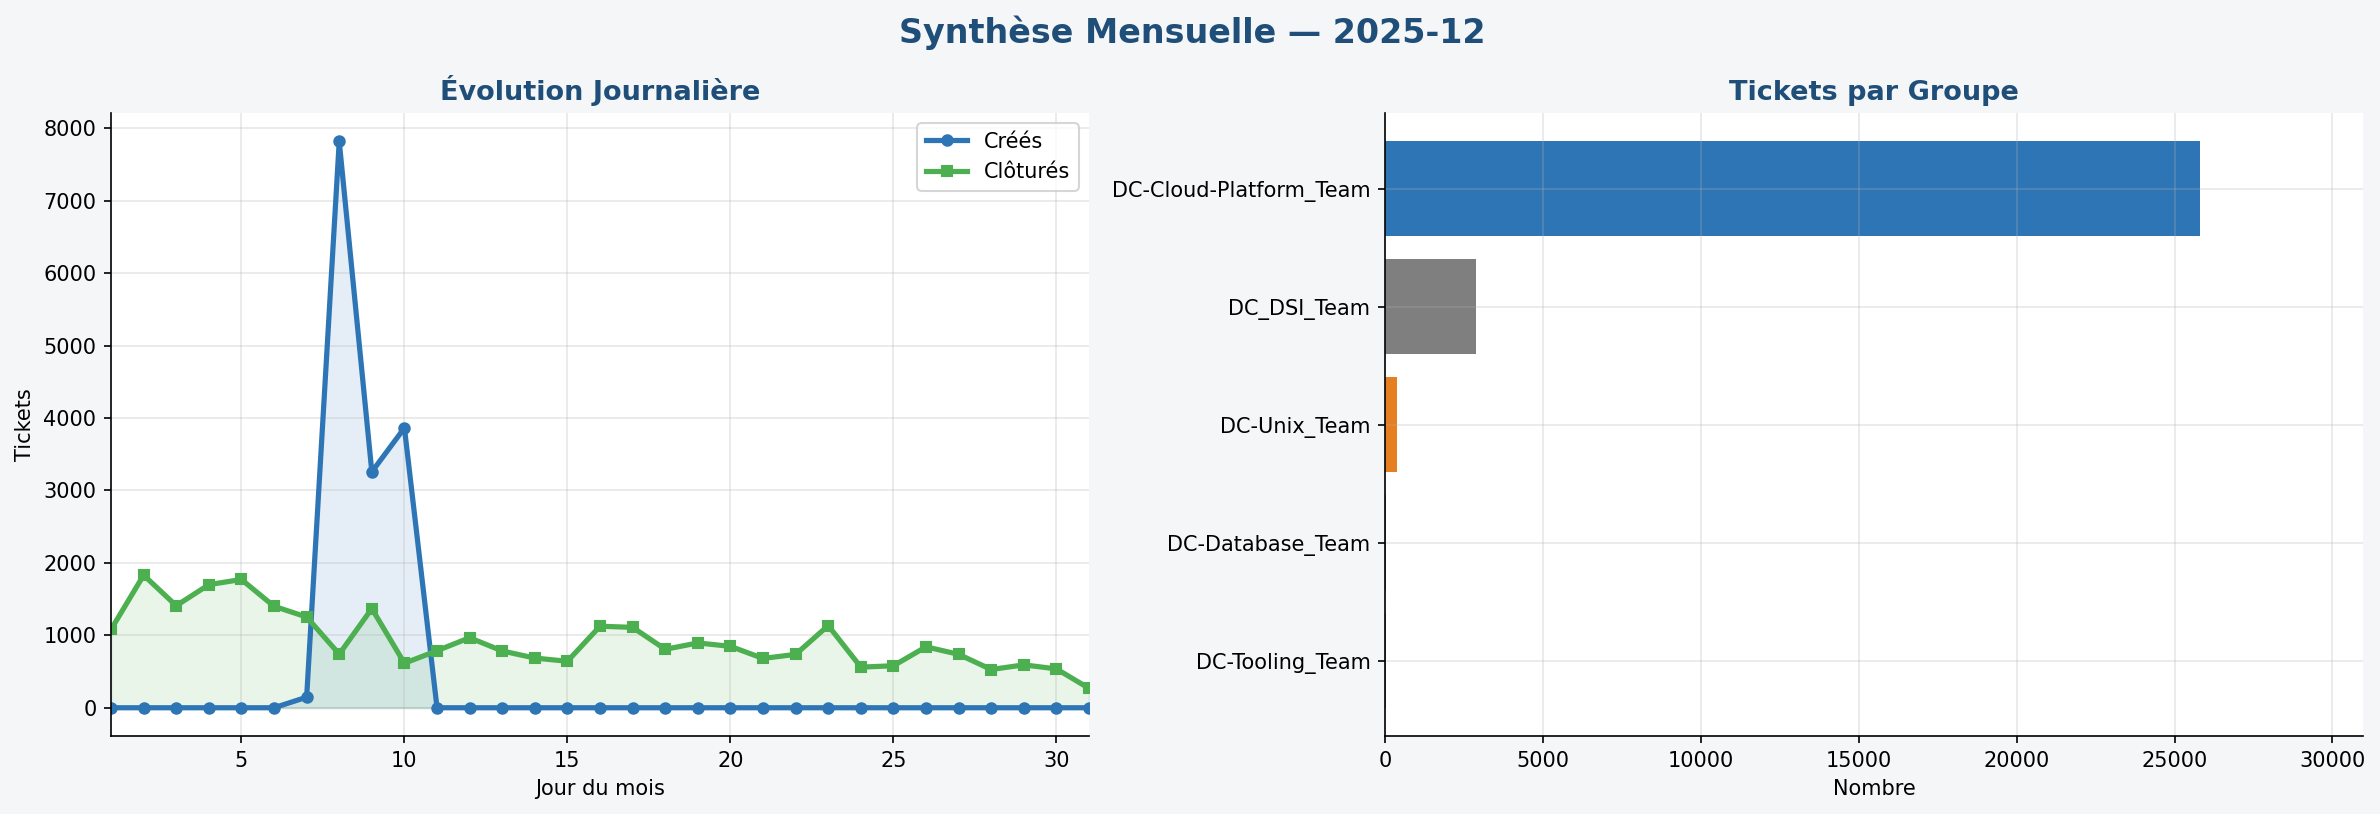 Synthèse Mensuelle — 2025-12
Évolution Journalière
8000
7000
6000
5000
4000
3000
2000
1000
0
Tickets
Créés
Clôturés
5
10
15
20
25
30
Jour du mois
Tickets par Groupe
DC-Cloud-Platform_Team
DC_DSI_Team
DC-Unix_Team
DC-Database_Team
DC-Tooling_Team
0
5000
10000
15000
20000
25000
30000
Nombre